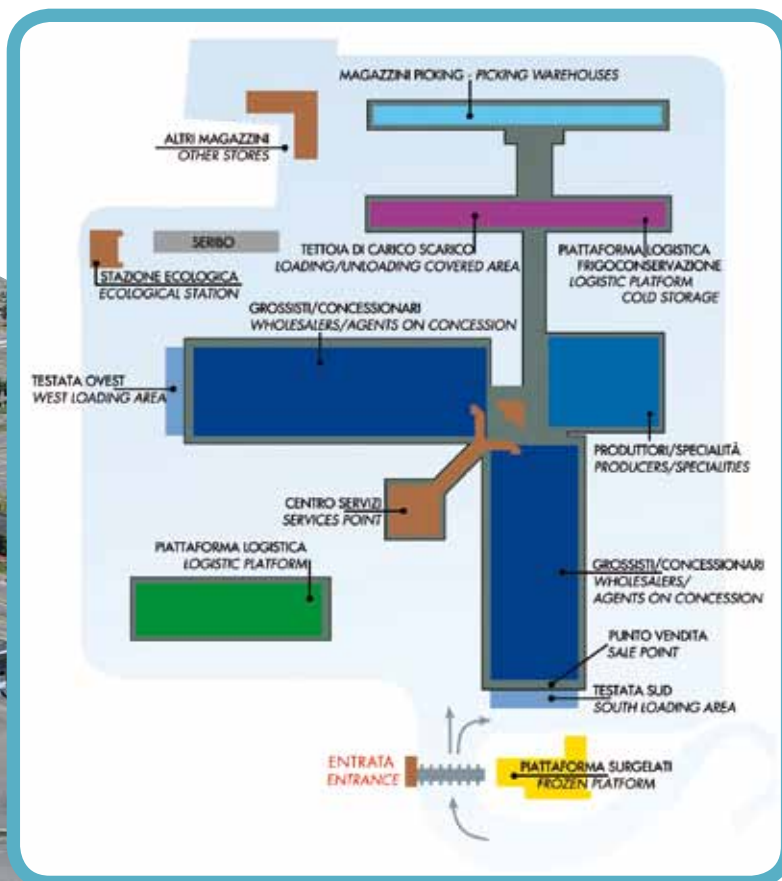 MAGAZZINI PICKING - PICKING WAREHOUSES
ALTRI MAGAZZINI
OTHER STORES
SERIBO
STAZIONE ECOLOGICA
ECOLOGICAL STATION
TETTOIA DI CARICO SCARICO
LOADING/UNLOADING COVERED AREA
PIATTAFORMA LOGISTICA
FRIGOCONSERVAZIONE
LOGISTIC PLATFORM
COLD STORAGE
GROSSISTI/CONCESSIONARI
WHOLESALERS/AGENTS ON CONCESSION
TESTATA OVEST
WEST LOADING AREA
PRODUTTORI/SPECIALITÀ
PRODUCERS/SPECIALITIES
CENTRO SERVIZI
SERVICES POINT
PIATTAFORMA LOGISTICA
LOGISTIC PLATFORM
GROSSISTI/CONCESSIONARI
WHOLESALERS/
AGENTS ON CONCESSION
PUNTO VENDITA
SALE POINT
TESTATA SUD
SOUTH LOADING AREA
ENTRATA
ENTRANCE
PIATTAFORMA SURGELATI
FROZEN PLATFORM